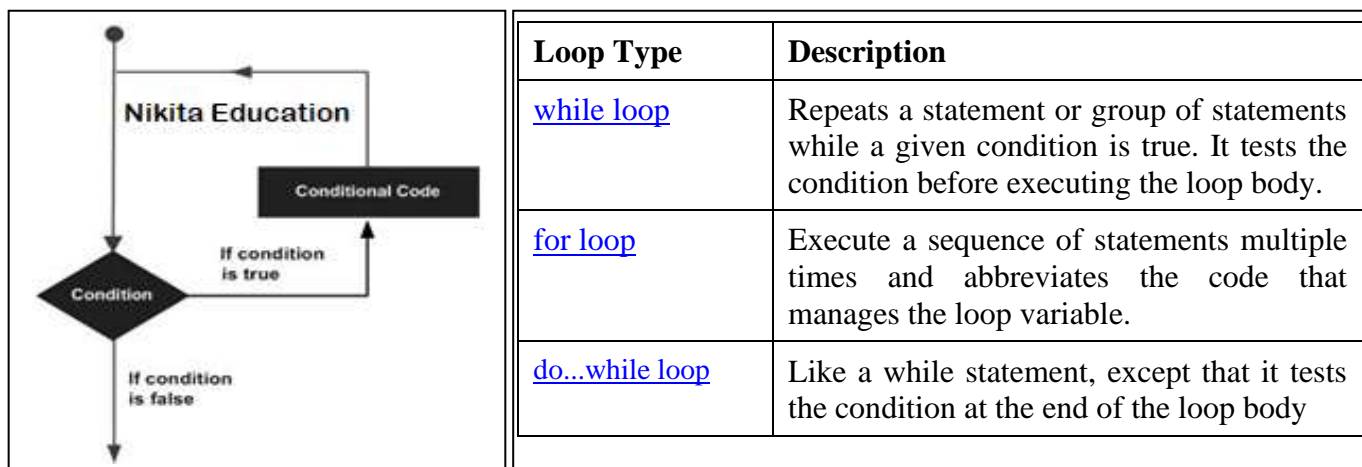 Nikita Education
Conditional Code
If condition
is true
Condition
If condition
is false
Loop Type
Description
while loop
Repeats a statement or group of statements
while a given condition is true. It tests the
condition before executing the loop body.
for loop
Execute a sequence of statements multiple
times and abbreviates the code that
manages the loop variable.
do...while loop
Like a while statement, except that it tests
the condition at the end of the loop body